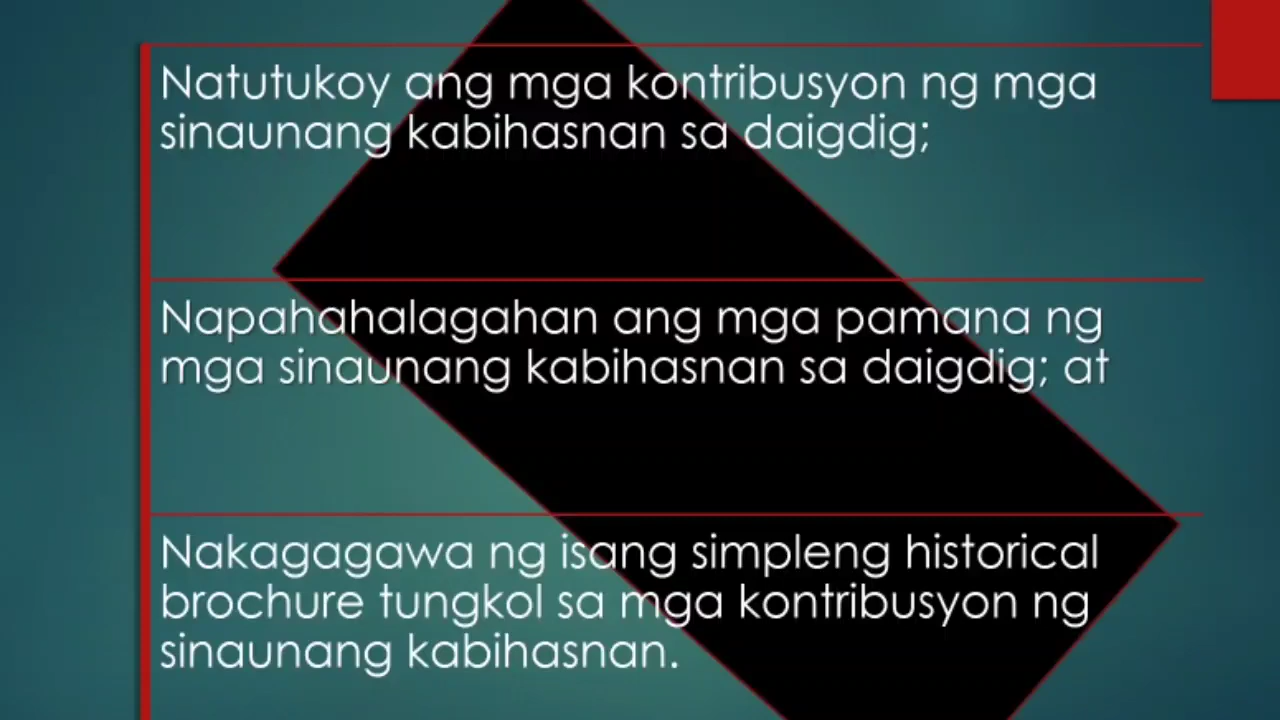 Natutukoy ang mga kontribusyon ng mga
sinaunang kabihasnan sa daigdig;
Napahahalagahan ang mga pamana ng
mga sinaunang kabihasnan sa daigdig; at
Nakagagawa ng isang simpleng historical
brochure tungkol sa mga kontribusyon ng
sinaunang kabihasnan.